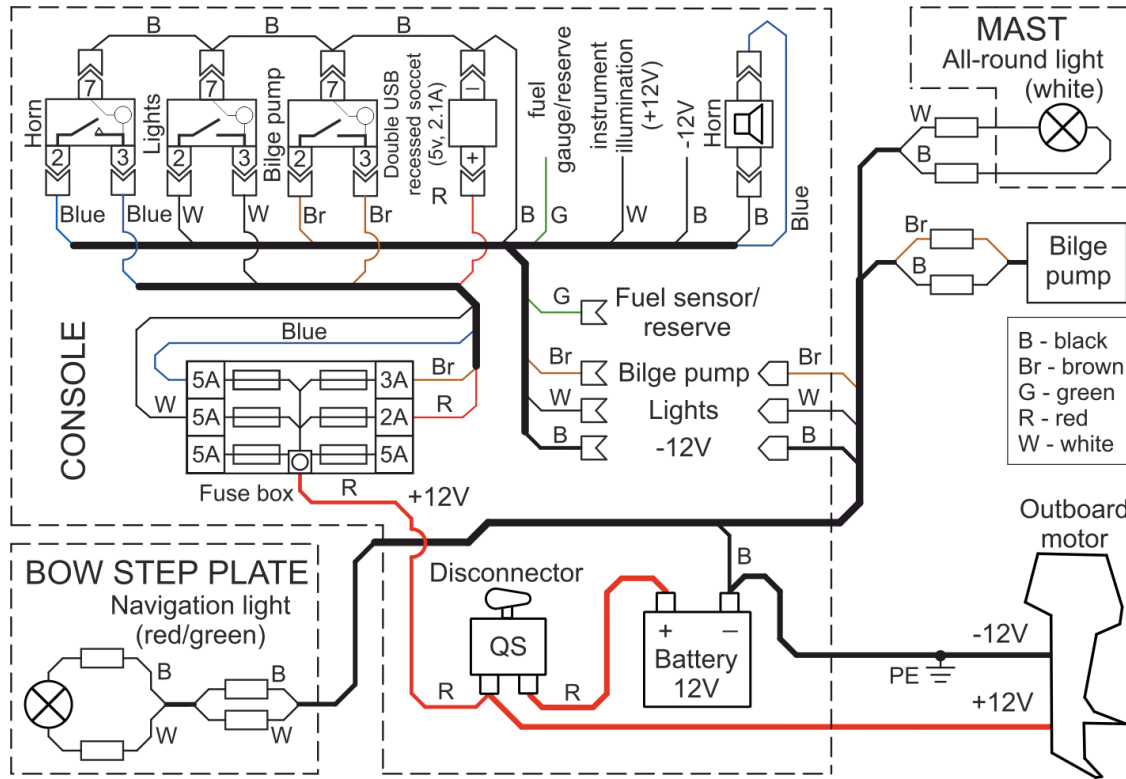 B
B
B
B
7
7
7
–
Horn
Lights
Bilge pump
Double USB
recessed soccet
(5v, 2.1A)
fuel
gauge/reserve
instrument
illumination
(+12V)
-12V
Horn
2
3
2
3
2
3
+
Blue
Blue
W
W
Br
Br
R
B
G
W
B
B
Blue
MAST
All-round light
(white)
W
B
Br
B
Bilge
pump
B - black
Br - brown
G - green
R - red
W - white
CONSOLE
Blue
W
5A
3A
Br
5A
2A
R
5A
5A
Fuse box
R
+12V
G
Fuel sensor/
reserve
Br
Bilge pump
Br
W
Lights
W
B
-12V
B
BOW STEP PLATE
Navigation light
(red/green)
B
B
W
W
Disconnector
QS
R
R
B
+
–
Battery
12V
Outboard
motor
-12V
PE
+12V